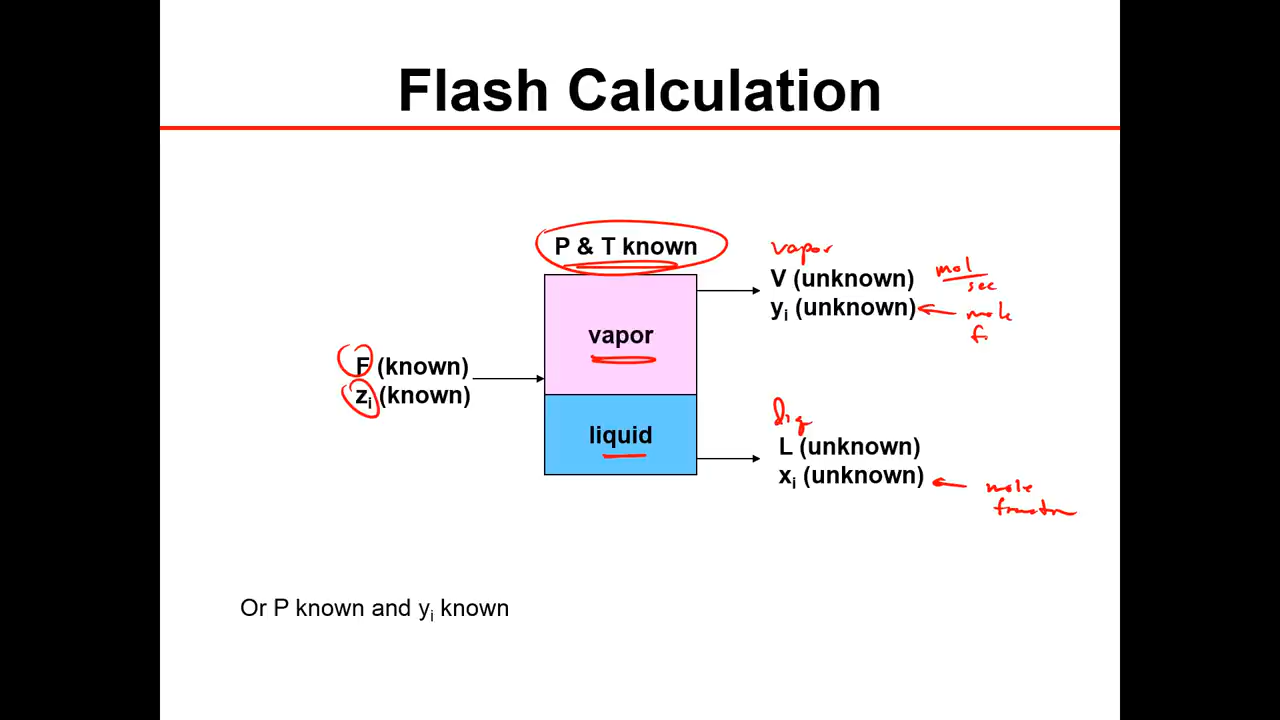 Flash Calculation
P & T known
vapor
V (unknown)
mol
sec
yi (unknown)
mole
f
vapor
F (known)
zi (known)
liquid
liq
L (unknown)
xi (unknown)
mole
fraction
Or P known and yi known